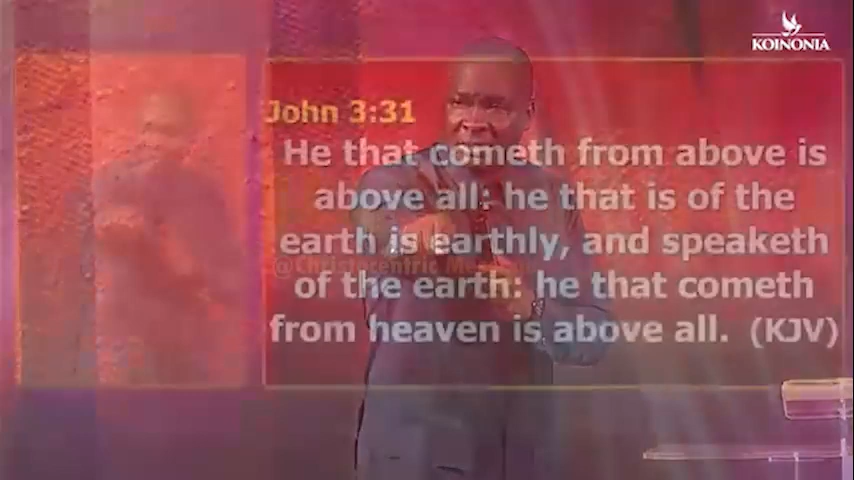 KOINONIA
John 3:31
He that cometh from above is
above all: he that is of the
earth is earthly, and speaketh
@Christocentric
of the earth: he that cometh
from heaven is above all. (KJV)